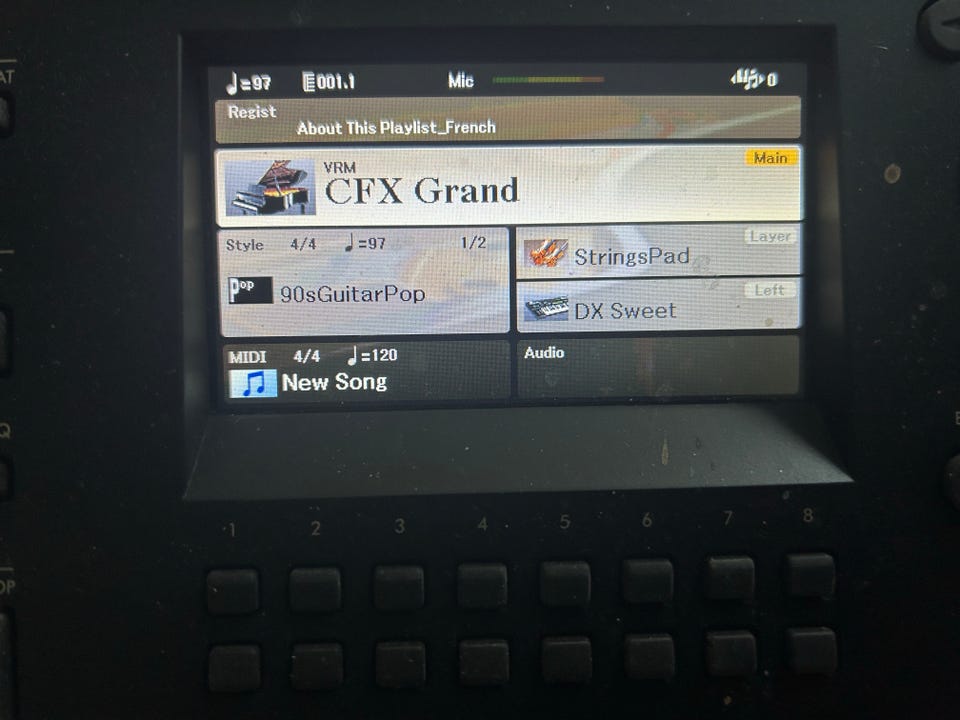 ♩=97 001.1 Mic 0
Regist
About This Playlist_French
Main
VRM
CFX Grand
Style 4/4 ♩=97 1/2
Pop 90sGuitarPop
Layer
StringsPad
Left
DX Sweet
MIDI 4/4 ♩=120
New Song
Audio
1 2 3 4 5 6 7 8